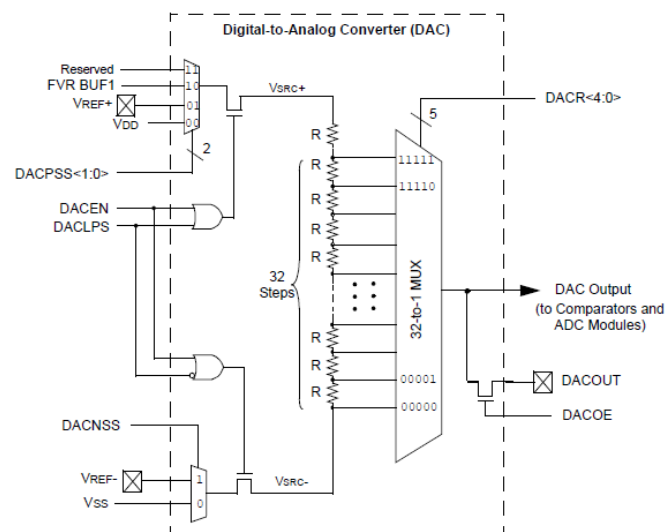 Digital-to-Analog Converter (DAC)
Reserved
11
FVR BUF1
10
VREF+
01
VDD
00
VSRC+
DACR<4:0>
5
2
DACPSS<1:0>
R
R
11111
R
11110
DACEN
DACLPS
R
R
32
Steps
32-to-1 MUX
DAC Output
(to Comparators and
ADC Modules)
R
R
R
00001
00000
DACOUT
DACOE
DACNSS
VREF-
1
VSS
0
VSRC-